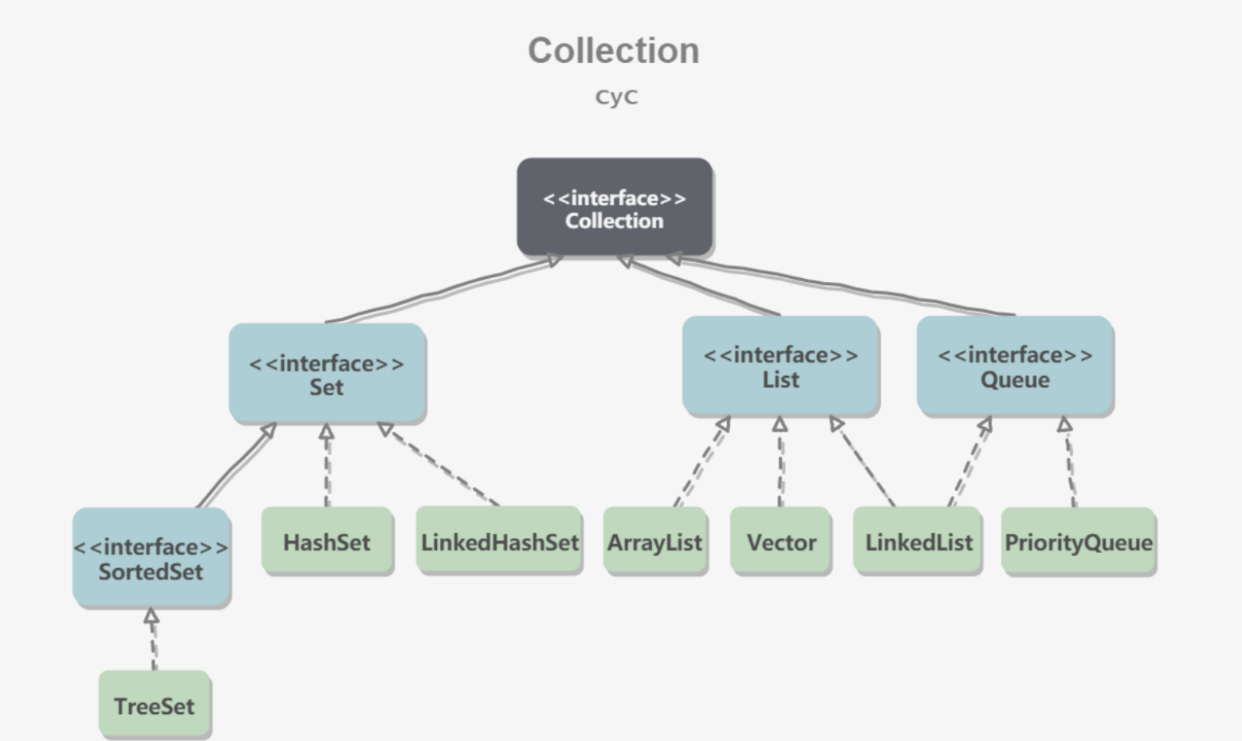 Collection
CyC
<<interface>>
Collection
<<interface>>
Set
<<interface>>
List
<<interface>>
Queue
<<interface>>
SortedSet
HashSet
LinkedHashSet
ArrayList
Vector
LinkedList
PriorityQueue
TreeSet